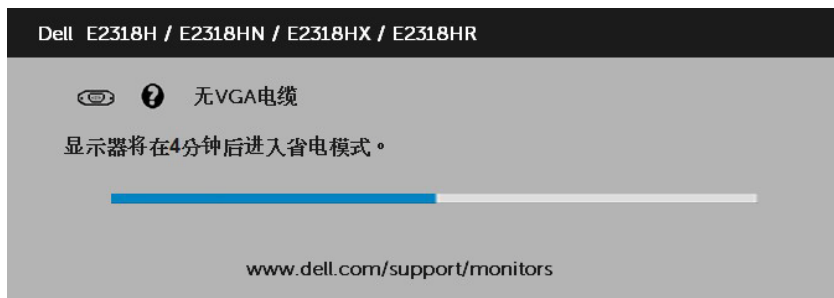 Dell E2318H / E2318HN / E2318HX / E2318HR
无VGA电缆
显示器将在4分钟后进入省电模式。
www.dell.com/support/monitors